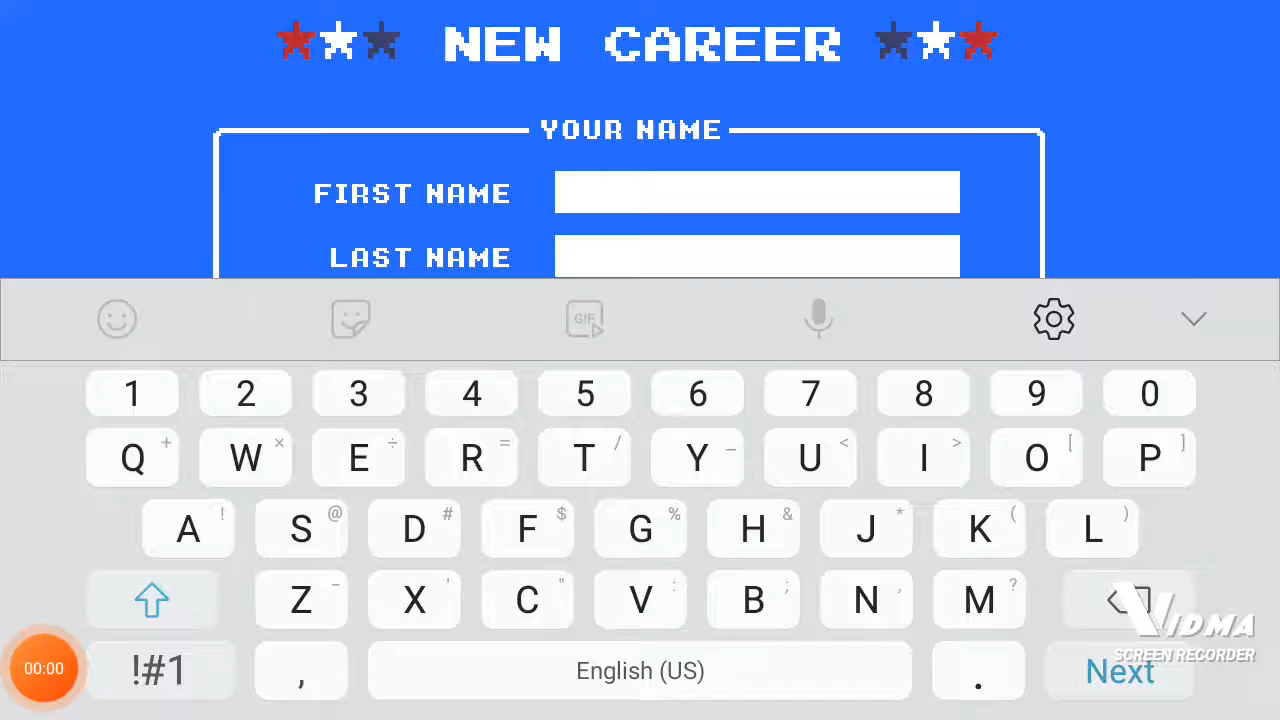 NEW CAREER
YOUR NAME
FIRST NAME
LAST NAME
GIF
1 2 3 4 5 6 7 8 9 0
Q + W × E ÷ R = T / Y _ U < I > O [ P ]
A ! S @ D # F $ G % H & J * K ( L )
Z - X ' C " V : B ; N , M ?
VIDMA
SCREEN RECORDER
00:00 !#1 , English (US) . Next